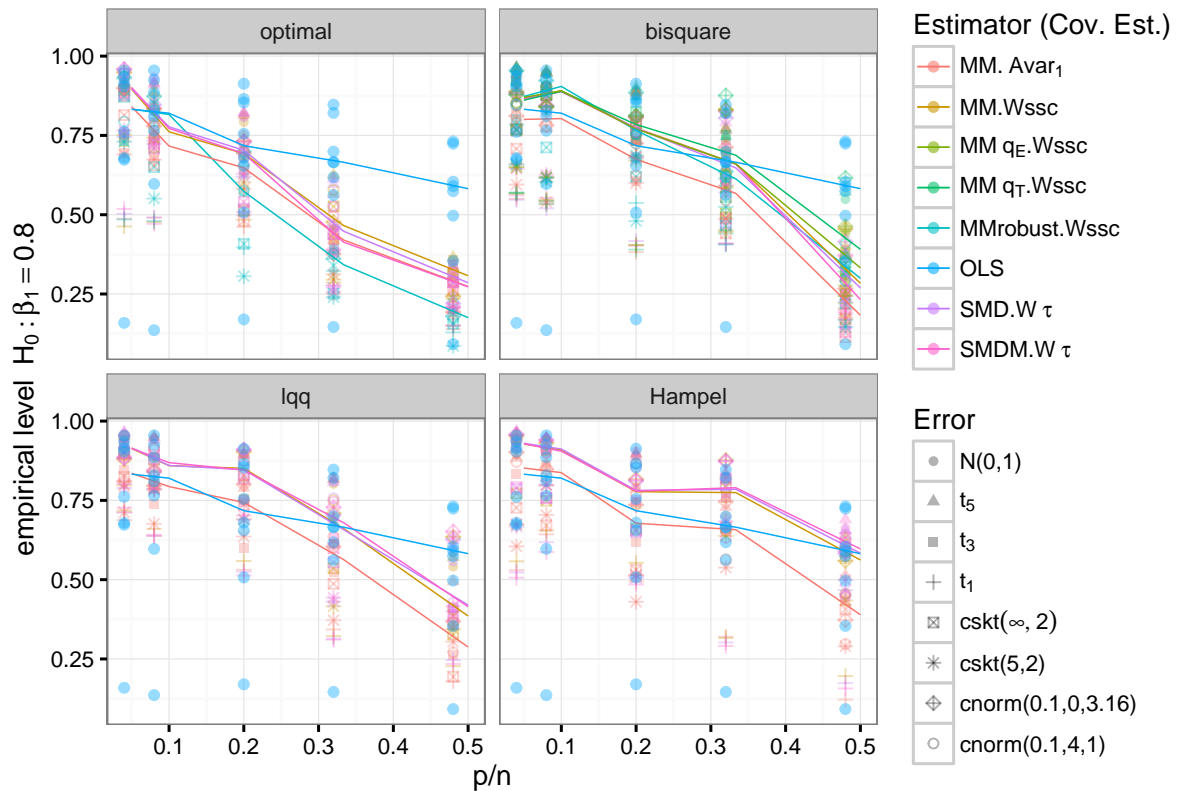 optimal
bisquare
lqq
Hampel
1.00
0.75
0.50
0.25
1.00
0.75
0.50
0.25
0.1
0.2
0.3
0.4
0.5
0.1
0.2
0.3
0.4
0.5
p/n
empirical level H₀ : β₁ = 0.8
Estimator (Cov. Est.)
MM. Avar₁
MM.Wssc
MM q_E.Wssc
MM q_T.Wssc
MMrobust.Wssc
OLS
SMD.W τ
SMDM.W τ
Error
N(0,1)
t₅
t₃
t₁
cskt(∞, 2)
cskt(5,2)
cnorm(0.1,0,3.16)
cnorm(0.1,4,1)